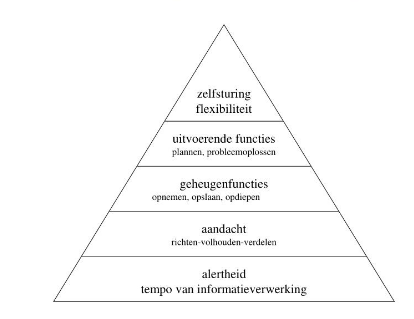 zelfsturing
flexibiliteit
uitvoerende functies
plannen, probleemoplossen
geheugenfuncties
opnemen, opslaan, opdiepen
aandacht
richten-volhouden-verdelen
alertheid
tempo van informatieverwerking